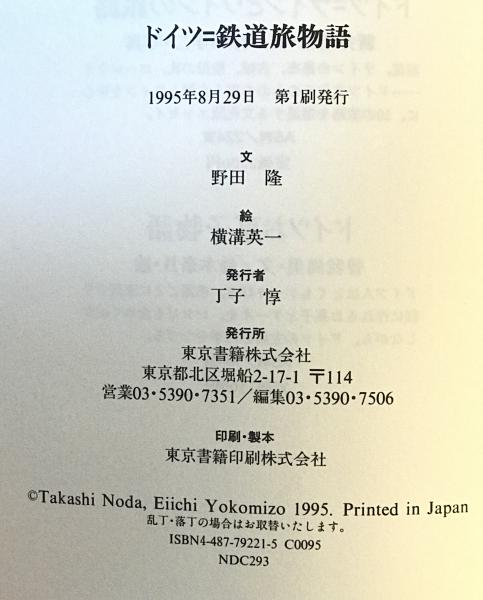 ドイツ=鉄道旅物語
1995年8月29日　第1刷発行
文
野田　隆
絵
横溝英一
発行者
丁子　惇
発行所
東京書籍株式会社
東京都北区堀船2-17-1 〒114
営業03・5390・7351／編集03・5390・7506
印刷・製本
東京書籍印刷株式会社
©Takashi Noda, Eiichi Yokomizo 1995. Printed in Japan
乱丁・落丁の場合はお取替いたします。
ISBN4-487-79221-5 C0095
NDC293